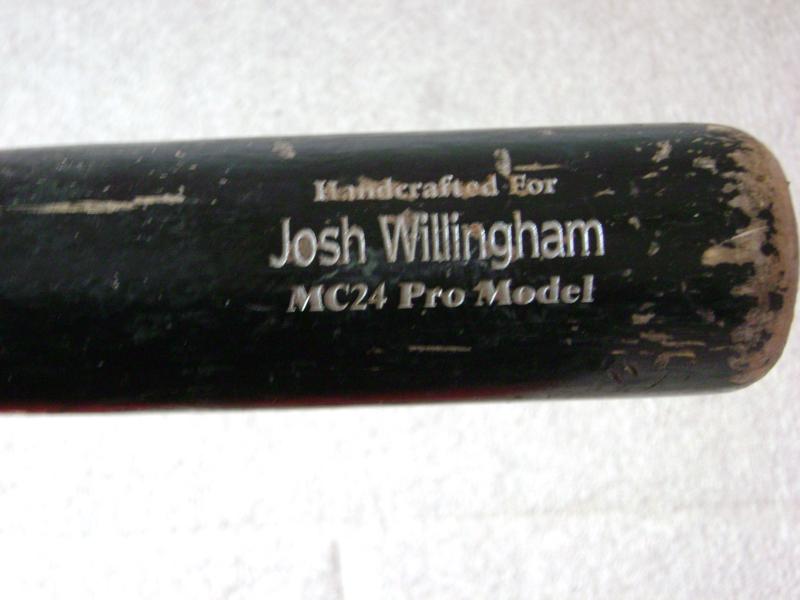 Handcrafted For
Josh Willingham
MC24 Pro Model